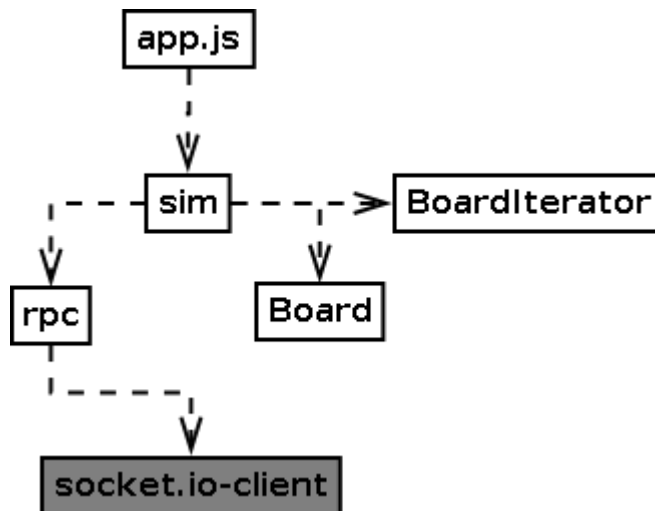 app.js
sim
BoardIterator
rpc
Board
socket.io-client